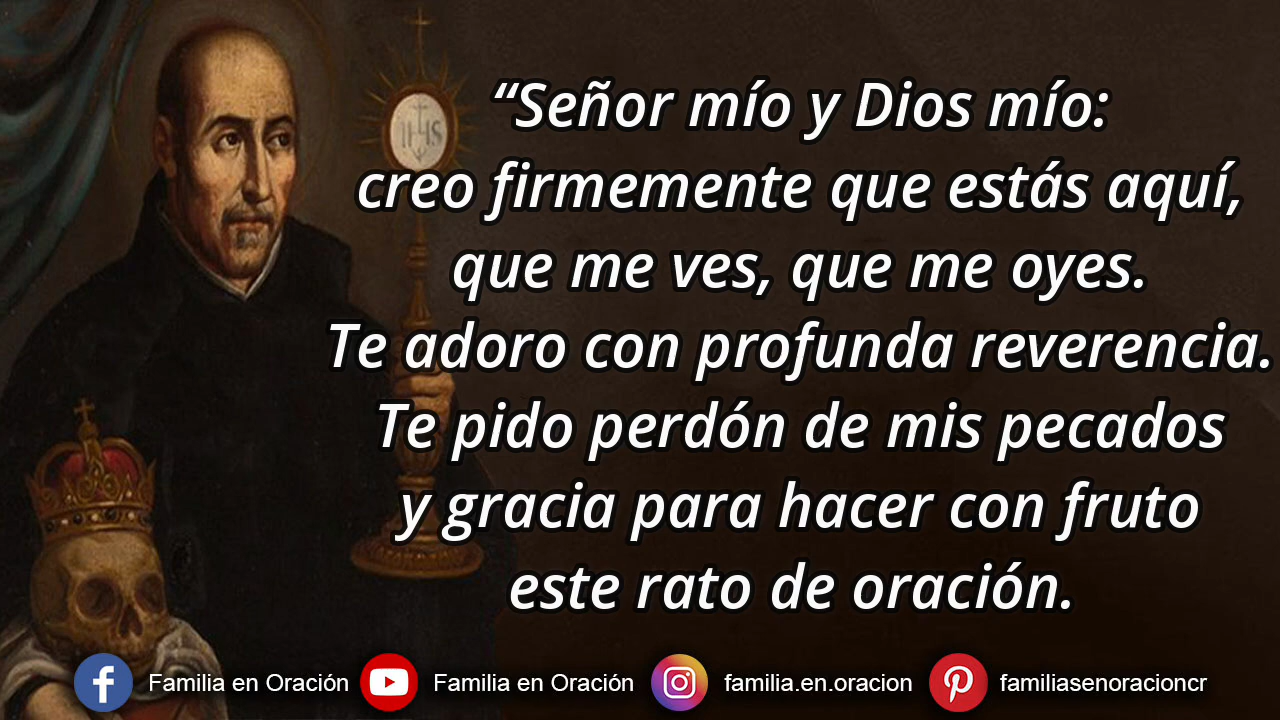 IHS
“Señor mío y Dios mío:
creo firmemente que estás aquí,
que me ves, que me oyes.
Te adoro con profunda reverencia.
Te pido perdón de mis pecados
y gracia para hacer con fruto
este rato de oración.
Familia en Oración
Familia en Oración
familia.en.oracion
familiasenoracioncr